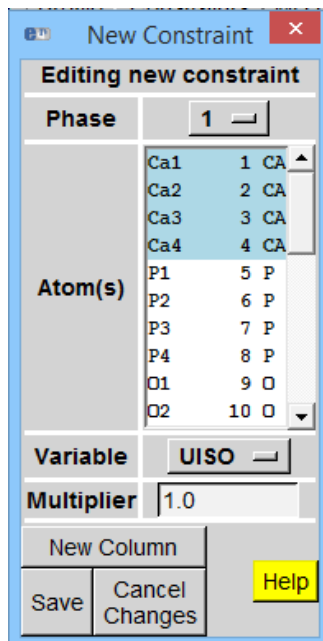 New Constraint
Editing new constraint
Phase 1
Ca1 1 CA
Ca2 2 CA
Ca3 3 CA
Ca4 4 CA
Atom(s)
P1 5 P
P2 6 P
P3 7 P
P4 8 P
O1 9 O
O2 10 O
Variable UISO
Multiplier 1.0
New Column
Save Cancel Changes Help